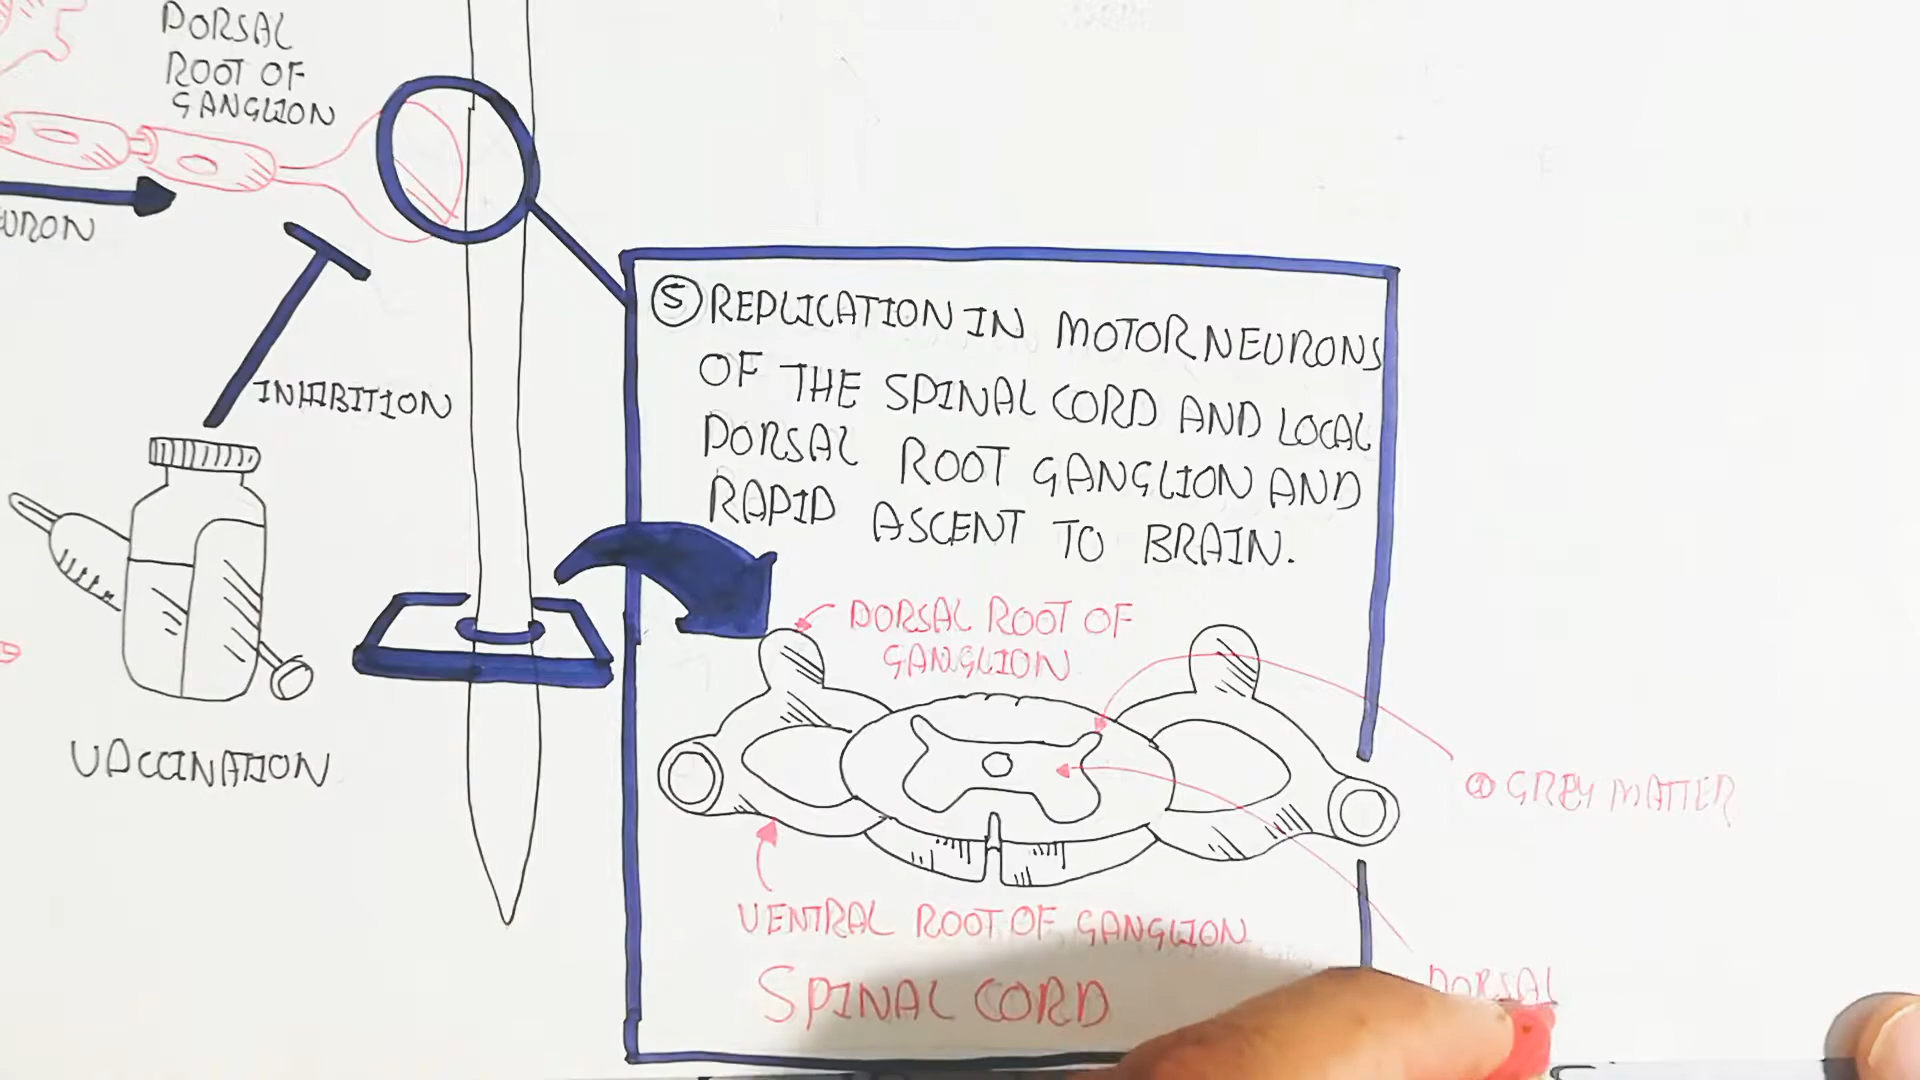 DORSAL
ROOT OF
GANGLION
INHIBITION
VACCINATION
5 REPLICATION IN MOTOR NEURONS
OF THE SPINAL CORD AND LOCAL
DORSAL ROOT GANGLION AND
RAPID ASCENT TO BRAIN.
DORSAL ROOT OF
GANGLION
GREY MATTER
VENTRAL ROOT OF GANGLION
SPINAL CORD
DORSAL